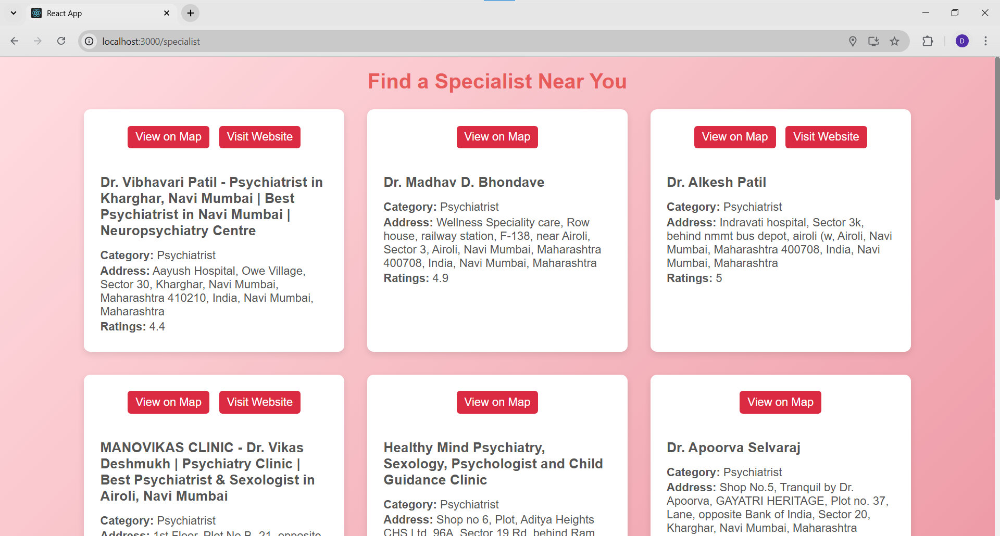 React App
localhost:3000/specialist
D
Find a Specialist Near You
View on Map Visit Website
Dr. Vibhavari Patil - Psychiatrist in
Kharghar, Navi Mumbai | Best
Psychiatrist in Navi Mumbai |
Neuropsychiatry Centre
Category: Psychiatrist
Address: Aayush Hospital, Owe Village,
Sector 30, Kharghar, Navi Mumbai,
Maharashtra 410210, India, Navi Mumbai,
Maharashtra
Ratings: 4.4
View on Map
Dr. Madhav D. Bhondave
Category: Psychiatrist
Address: Wellness Speciality care, Row
house, railway station, F-138, near Airoli,
Sector 3, Airoli, Navi Mumbai, Maharashtra
400708, India, Navi Mumbai, Maharashtra
Ratings: 4.9
View on Map Visit Website
Dr. Alkesh Patil
Category: Psychiatrist
Address: Indravati hospital, Sector 3k,
behind nmmt bus depot, airoli (w, Airoli, Navi
Mumbai, Maharashtra 400708, India, Navi
Mumbai, Maharashtra
Ratings: 5
View on Map Visit Website
MANOVIKAS CLINIC - Dr. Vikas
Deshmukh | Psychiatry Clinic |
Best Psychiatrist & Sexologist in
Airoli, Navi Mumbai
Category: Psychiatrist
Address: 1st Floor, Plot No B, 21, opposite
View on Map
Healthy Mind Psychiatry,
Sexology, Psychologist and Child
Guidance Clinic
Category: Psychiatrist
Address: Shop no 6, Plot, Aditya Heights
CHS Ltd, 96A, Sector 19 Rd, behind Ram
View on Map
Dr. Apoorva Selvaraj
Category: Psychiatrist
Address: Shop No.5, Tranquil by Dr.
Apoorva, GAYATRI HERITAGE, Plot no. 37,
Lane, opposite Bank of India, Sector 20,
Kharghar, Navi Mumbai, Maharashtra